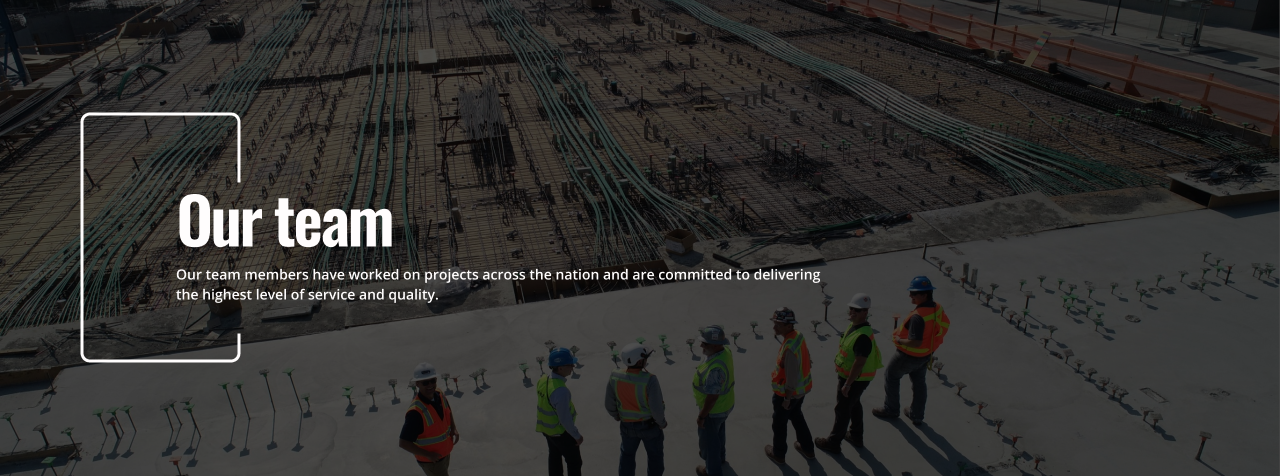 Our team
Our team members have worked on projects across the nation and are committed to delivering
the highest level of service and quality.